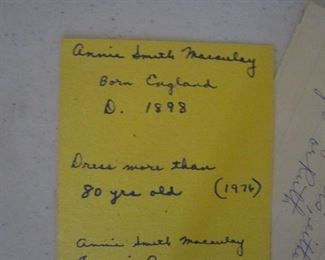 Annie Smith Macaulay
Born England
D. 1898
Dress more than
80 yrs old (1976)
Annie Smith Macaulay